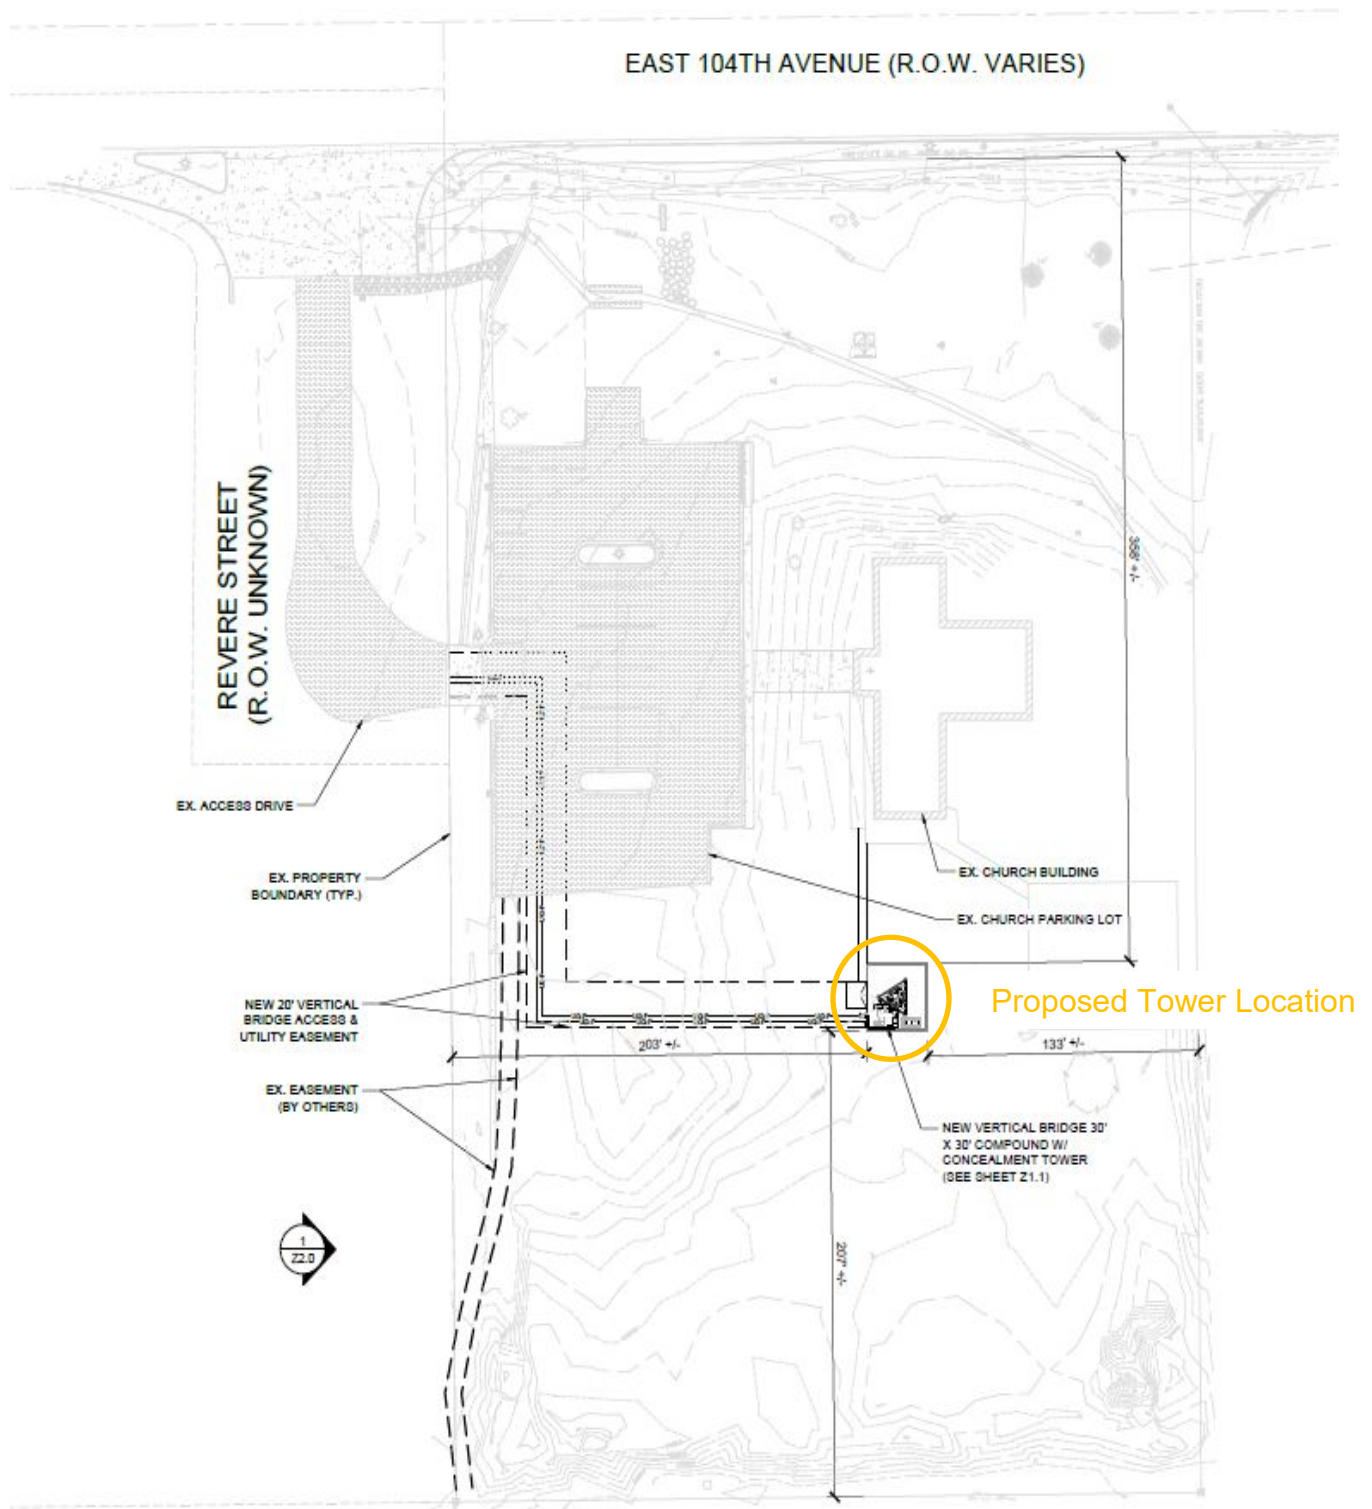 EAST 104TH AVENUE (R.O.W. VARIES)
REVERE STREET
(R.O.W. UNKNOWN)
EX. ACCESS DRIVE
EX. PROPERTY
BOUNDARY (TYP.)
EX. CHURCH BUILDING
EX. CHURCH PARKING LOT
NEW 20' VERTICAL
BRIDGE ACCESS &
UTILITY EASEMENT
Proposed Tower Location
203' +/-
133' +/-
EX. EASEMENT
(BY OTHERS)
NEW VERTICAL BRIDGE 30'
X 30' COMPOUND W/
CONCEALMENT TOWER
(SEE SHEET Z1.1)
1
Z2.0
207' +/-